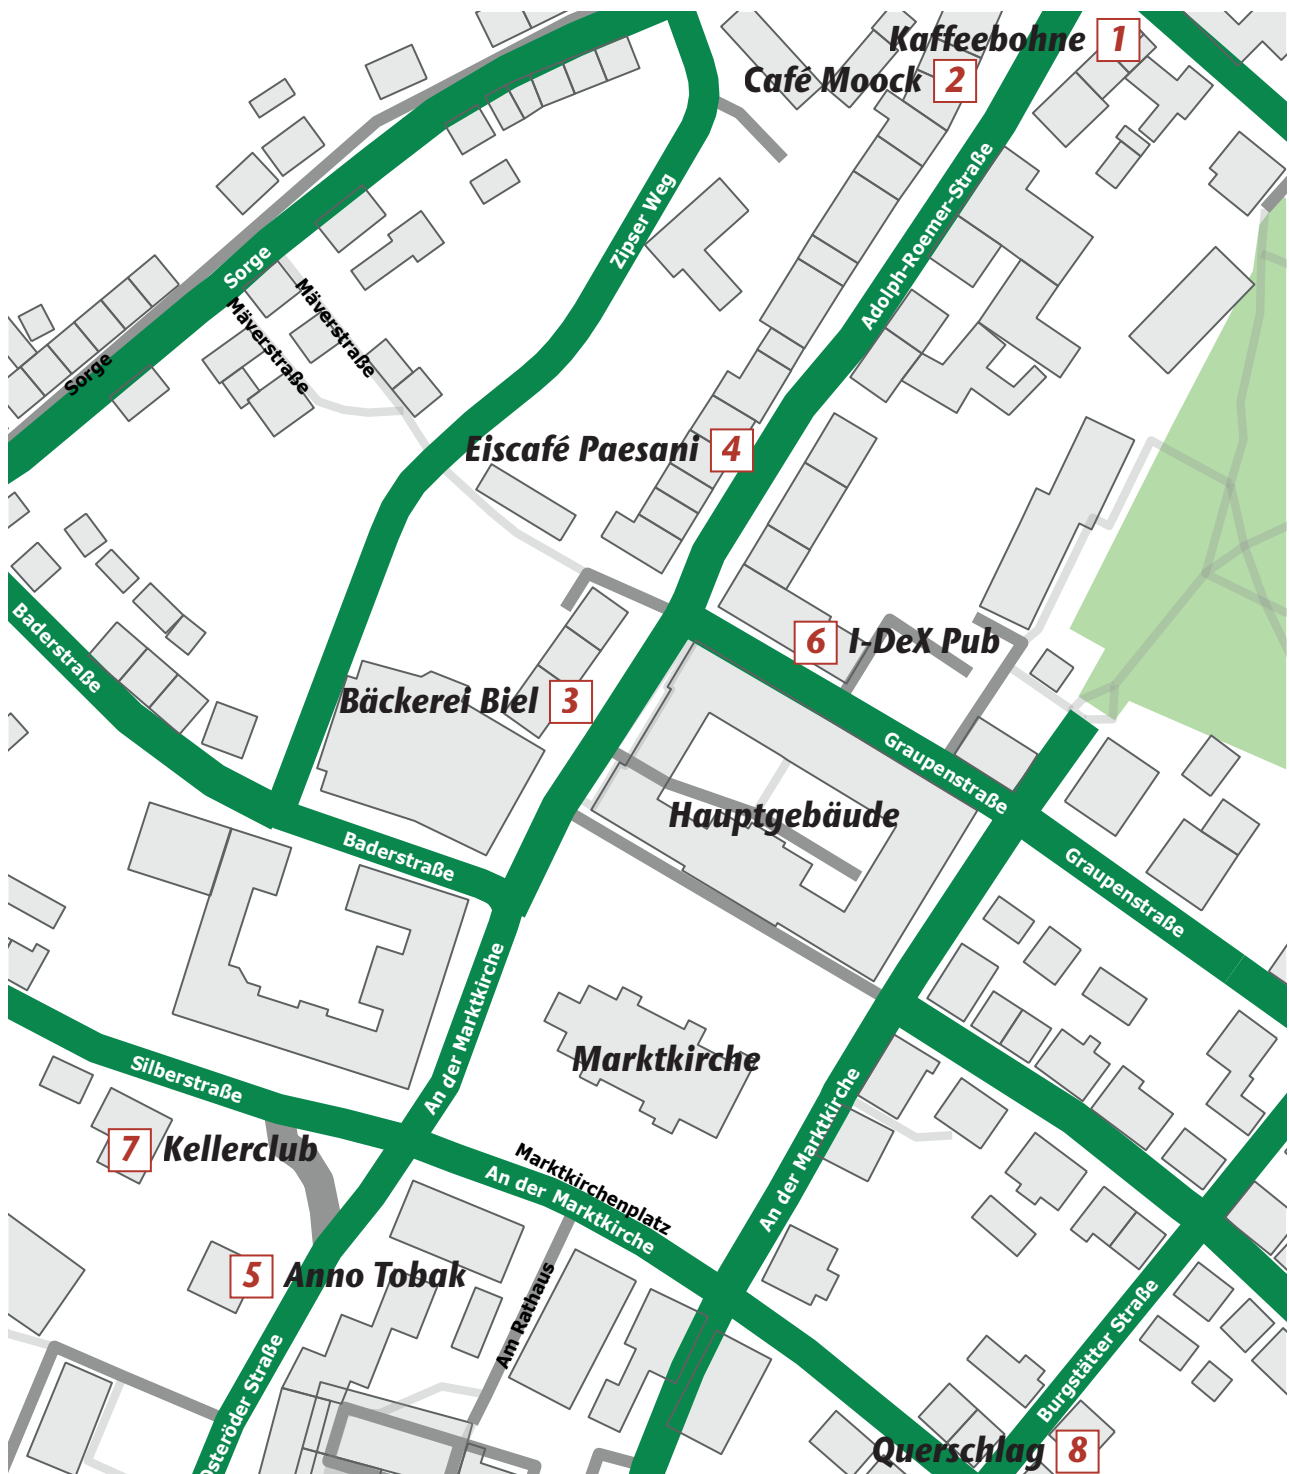 Kaffeebohne 1
Café Moock 2
Zipser Weg
Adolph-Roemer-Straße
Sorge
Mäverstraße
Mäverstraße
Sorge
Eiscafé Paesani 4
Baderstraße
6 I-DeX Pub
Bäckerei Biel 3
Graupenstraße
Hauptgebäude
Baderstraße
Graupenstraße
An der Marktkirche
Marktkirche
Silberstraße
An der Marktkirche
7 Kellerclub
Marktkirchenplatz
An der Marktkirche
5 Anno Tobak
Am Rathaus
Burgstätter Straße
Osteröder Straße
Querschlag 8